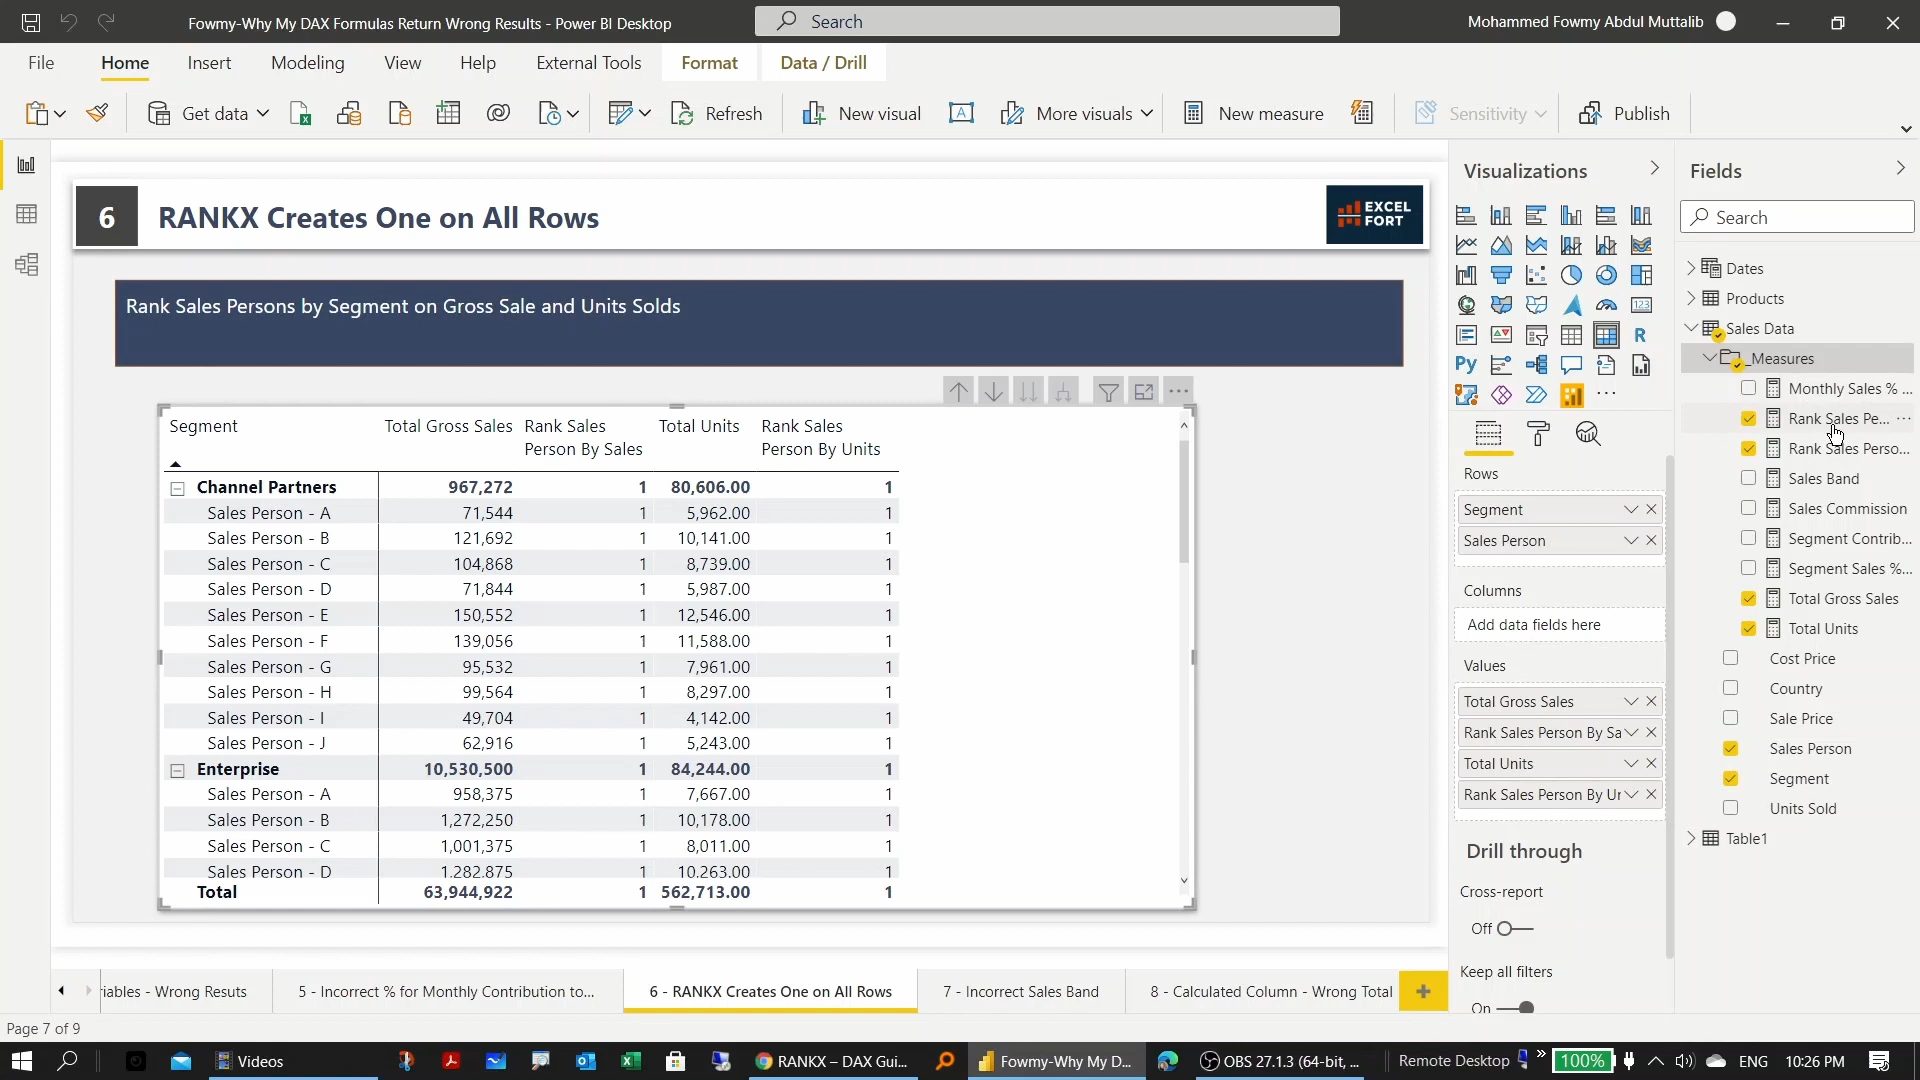 Fowmy-Why My DAX Formulas Return Wrong Results - Power BI Desktop
Search
Mohammed Fowmy Abdul Muttalib
File Home Insert Modeling View Help External Tools Format Data / Drill
Get data Refresh New visual More visuals New measure Sensitivity Publish
6 RANKX Creates One on All Rows
EXCEL
FORT
Rank Sales Persons by Segment on Gross Sale and Units Solds
Segment Total Gross Sales Rank Sales Person By Sales Total Units Rank Sales Person By Units
Channel Partners 967,272 1 80,606.00 1
Sales Person - A 71,544 1 5,962.00 1
Sales Person - B 121,692 1 10,141.00 1
Sales Person - C 104,868 1 8,739.00 1
Sales Person - D 71,844 1 5,987.00 1
Sales Person - E 150,552 1 12,546.00 1
Sales Person - F 139,056 1 11,588.00 1
Sales Person - G 95,532 1 7,961.00 1
Sales Person - H 99,564 1 8,297.00 1
Sales Person - I 49,704 1 4,142.00 1
Sales Person - J 62,916 1 5,243.00 1
Enterprise 10,530,500 1 84,244.00 1
Sales Person - A 958,375 1 7,667.00 1
Sales Person - B 1,272,250 1 10,178.00 1
Sales Person - C 1,001,375 1 8,011.00 1
Sales Person - D 1,282,875 1 10,263.00 1
Total 63,944,922 1 562,713.00 1
Visualizations
123
R
Py
Rows
Segment
Sales Person
Columns
Add data fields here
Values
Total Gross Sales
Rank Sales Person By Sa
Total Units
Rank Sales Person By Ur
Drill through
Cross-report
Off
Keep all filters
On
Fields
Search
Dates
Products
Sales Data
_Measures
Monthly Sales % ...
Rank Sales Pe... ...
Rank Sales Perso...
Sales Band
Sales Commission
Segment Contrib...
Segment Sales %...
Total Gross Sales
Total Units
Cost Price
Country
Sale Price
Sales Person
Segment
Units Sold
Table1
iables - Wrong Resuts 5 - Incorrect % for Monthly Contribution to... 6 - RANKX Creates One on All Rows 7 - Incorrect Sales Band 8 - Calculated Column - Wrong Total +
Page 7 of 9
Videos RANKX – DAX Gui... Fowmy-Why My D... OBS 27.1.3 (64-bit, ... Remote Desktop 100% ENG 10:26 PM